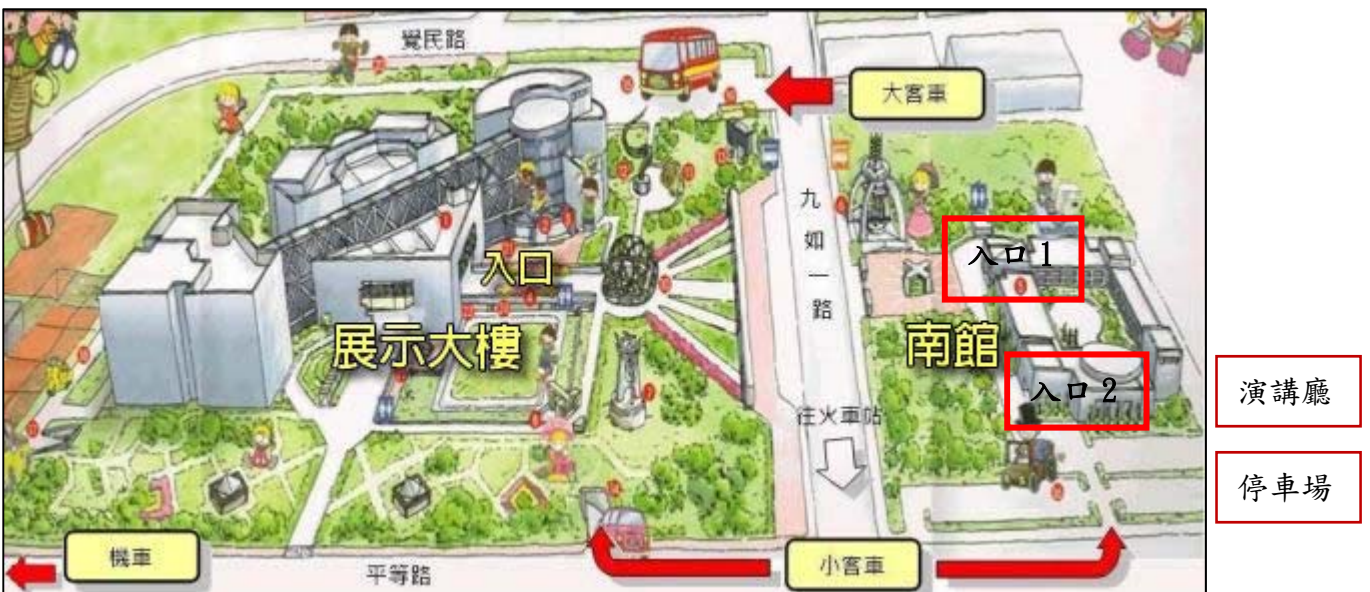 覺民路
大客車
九如一路
入口
入口1
展示大樓
南館
入口2
演講廳
往火車站
停車場
機車
平等路
小客車